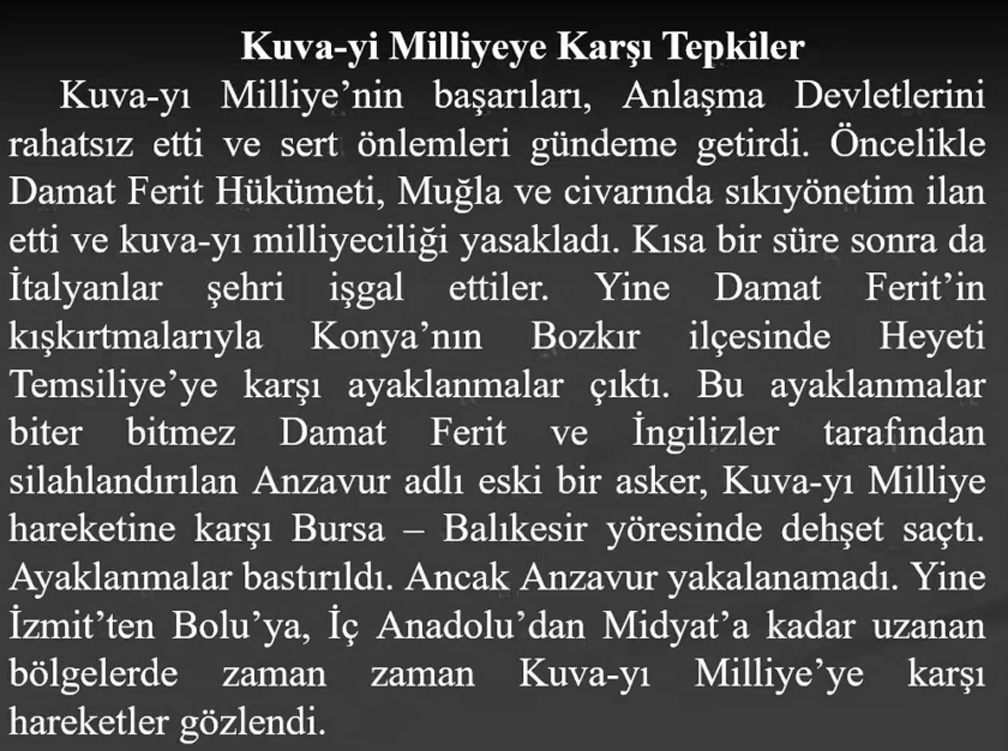 Kuva-yi Milliyeye Karşı Tepkiler
Kuva-yı Milliye’nin başarıları, Anlaşma Devletlerini
rahatsız etti ve sert önlemleri gündeme getirdi. Öncelikle
Damat Ferit Hükümeti, Muğla ve civarında sıkıyönetim ilan
etti ve kuva-yı milliyeciliği yasakladı. Kısa bir süre sonra da
İtalyanlar şehri işgal ettiler. Yine Damat Ferit’in
kışkırtmalarıyla Konya’nın Bozkır ilçesinde Heyeti
Temsiliye’ye karşı ayaklanmalar çıktı. Bu ayaklanmalar
biter bitmez Damat Ferit ve İngilizler tarafından
silahlandırılan Anzavur adlı eski bir asker, Kuva-yı Milliye
hareketine karşı Bursa – Balıkesir yöresinde dehşet saçtı.
Ayaklanmalar bastırıldı. Ancak Anzavur yakalanamadı. Yine
İzmit’ten Bolu’ya, İç Anadolu’dan Midyat’a kadar uzanan
bölgelerde zaman zaman Kuva-yı Milliye’ye karşı
hareketler gözlendi.